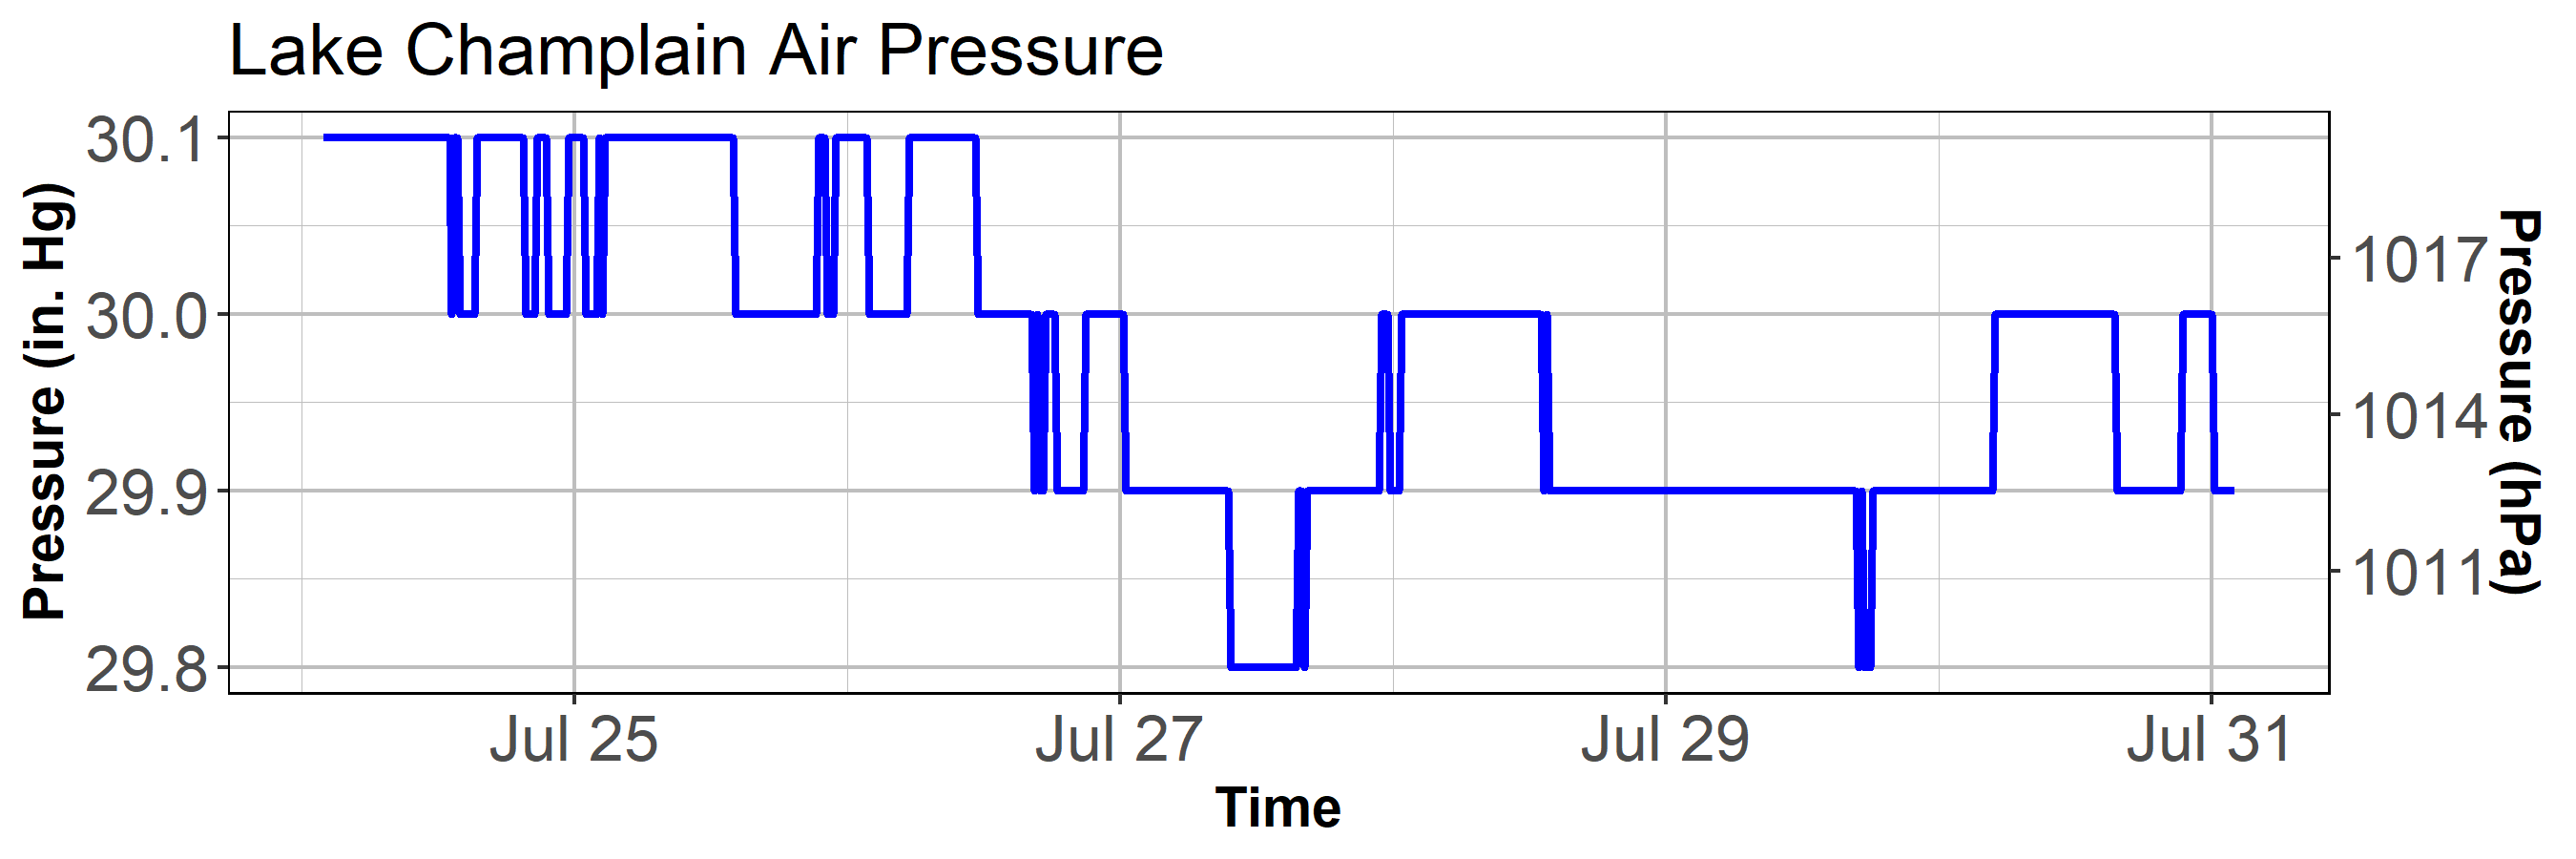 Lake Champlain Air Pressure
Pressure (in. Hg)
30.1
30.0
29.9
29.8
1017
1014
1011
Pressure (hPa)
Jul 25
Jul 27
Jul 29
Jul 31
Time